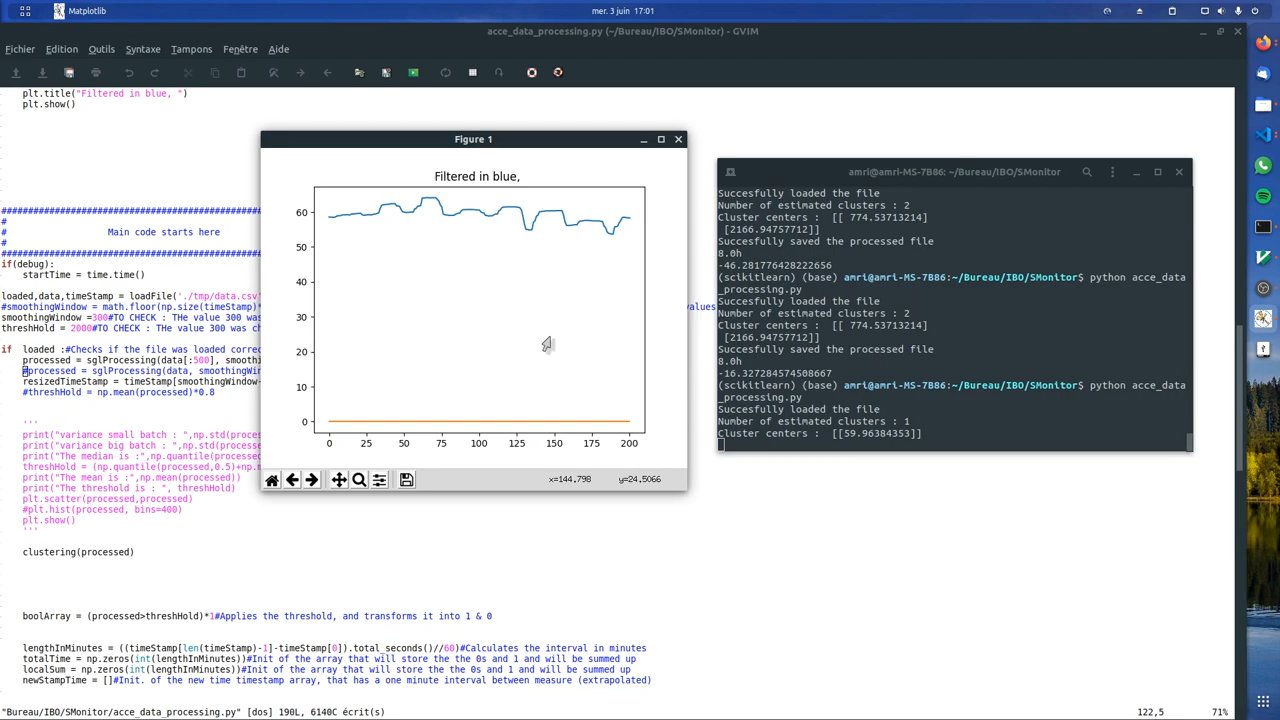 Matplotlib
mer. 3 juin 17:01
acce_data_processing.py (~/Bureau/IBO/SMonitor) - GVIM
Fichier Edition Outils Syntaxe Tampons Fenêtre Aide
plt.title("Filtered in blue, ")
plt.show()
################################################
#
# Main code starts here
#
################################################
if(debug):
startTime = time.time()
loaded,data,timeStamp = loadFile('./tmp/data.csv'
#smoothingWindow = math.floor(np.size(timeStamp)*
values
smoothingWindow =300#TO CHECK : THe value 300 was
threshHold = 2000#TO CHECK : THe value 300 was ch
if loaded :#Checks if the file was loaded corre
processed = sglProcessing(data[:500], smoothi
#processed = sglProcessing(data, smoothingWin
resizedTimeStamp = timeStamp[smoothingWindow-
#threshHold = np.mean(processed)*0.8
'''
print("variance small batch : ",np.std(proce
print("variance big batch : ",np.std(process
print("The median is :",np.quantile(processe
threshHold = (np.quantile(processed,0.5)+np.m
print("The mean is :",np.mean(processed))
print("The threshold is : ", threshHold)
plt.scatter(processed,processed)
#plt.hist(processed, bins=400)
plt.show()
'''
clustering(processed)
boolArray = (processed>threshHold)*1#Applies the threshold, and transforms it into 1 & 0
lengthInMinutes = ((timeStamp[len(timeStamp)-1]-timeStamp[0]).total_seconds()//60)#Calculates the interval in minutes
totalTime = np.zeros(int(lengthInMinutes))#Init of the array that will store the the 0s and 1 and will be summed up
localSum = np.zeros(int(lengthInMinutes))#Init of the array that will store the the 0s and 1 and will be summed up
newStampTime = []#Init. of the new time timestamp array, that has a one minute interval between measure (extrapolated)
"Bureau/IBO/SMonitor/acce_data_processing.py" [dos] 190L, 6140C écrit(s)
122,5
71%
Figure 1
Filtered in blue,
60
50
40
30
20
10
0
0 25 50 75 100 125 150 175 200
x=144.798 y=24.5066
amri@amri-MS-7B86: ~/Bureau/IBO/SMonitor
Succesfully loaded the file
Number of estimated clusters : 2
Cluster centers : [[ 774.53713214]
[2166.94757712]]
Succesfully saved the processed file
8.0h
-46.281776428222656
(scikitlearn) (base) amri@amri-MS-7B86:~/Bureau/IBO/SMonitor$ python acce_data
_processing.py
Succesfully loaded the file
Number of estimated clusters : 2
Cluster centers : [[ 774.53713214]
[2166.94757712]]
Succesfully saved the processed file
8.0h
-16.327284574508667
(scikitlearn) (base) amri@amri-MS-7B86:~/Bureau/IBO/SMonitor$ python acce_data
_processing.py
Succesfully loaded the file
Number of estimated clusters : 1
Cluster centers : [[59.96384353]]